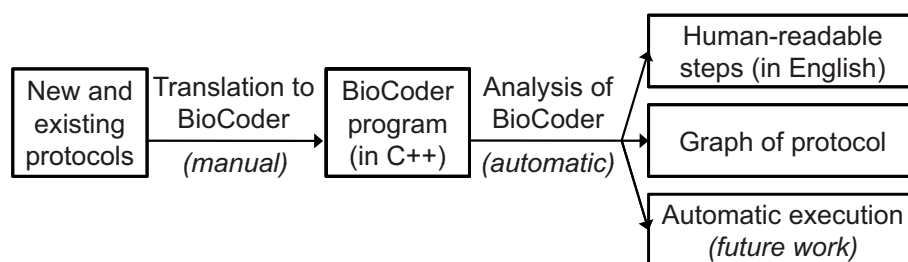 New and
existing
protocols
Translation to
BioCoder
(manual)
BioCoder
program
(in C++)
Analysis of
BioCoder
(automatic)
Human-readable
steps (in English)
Graph of protocol
Automatic execution
(future work)